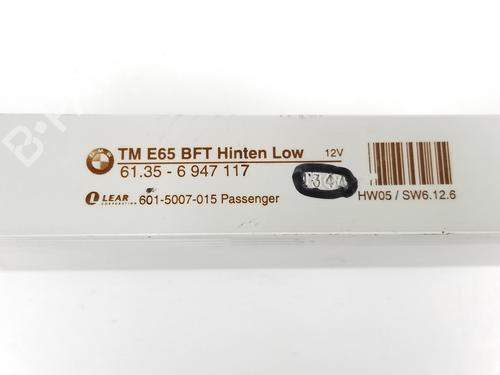 TM E65 BFT Hinten Low 12V
61.35 - 6 947 117
LEAR CORPORATION 601-5007-015 Passenger
HW05 / SW6.12.6